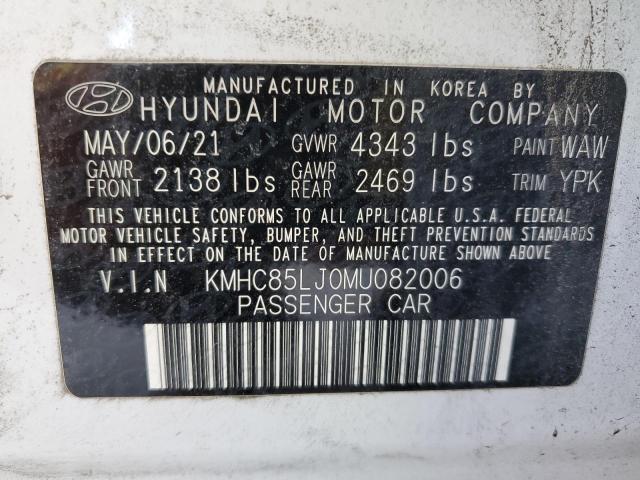 MANUFACTURED IN KOREA BY
HYUNDAI MOTOR COMPANY
MAY/06/21 GVWR 4343 lbs PAINT WAW
GAWR FRONT 2138 lbs GAWR REAR 2469 lbs TRIM YPK
THIS VEHICLE CONFORMS TO ALL APPLICABLE U.S.A. FEDERAL
MOTOR VEHICLE SAFETY, BUMPER, AND THEFT PREVENTION STANDARDS
IN EFFECT ON THE DATE OF MANUFACTURE SHOWN ABOVE
V.I.N KMHC85LJ0MU082006
PASSENGER CAR